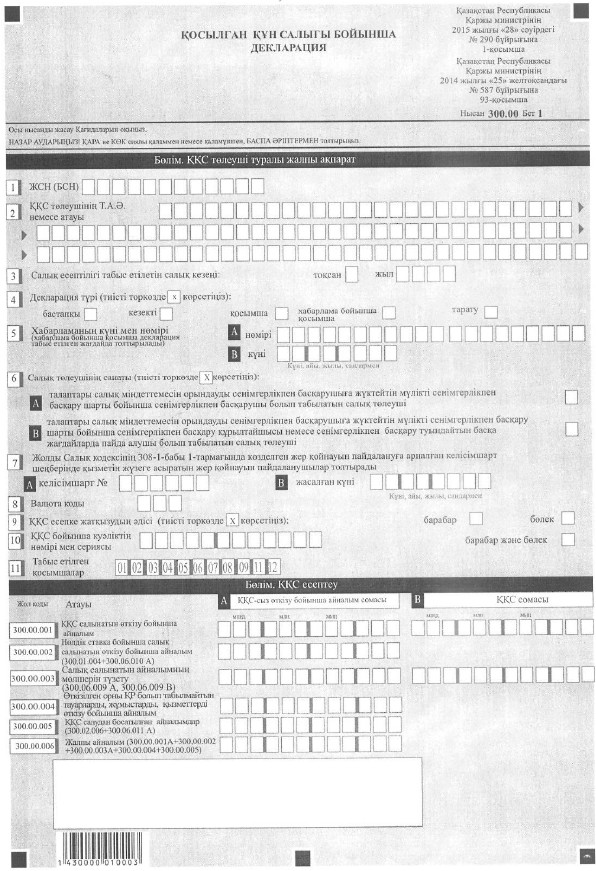 ҚОСЫЛҒАН ҚҰН САЛЫҒЫ БОЙЫНША
ДЕКЛАРАЦИЯ
Қазақстан Республикасы
Қаржы министрінің
2015 жылғы «28» сәуірдегі
№ 290 бұйрығына
1-қосымша
Қазақстан Республикасы
Қаржы министрінің
2014 жылғы «25» желтоқсандағы
№ 587 бұйрығына
93-қосымша
Нысан 300.00 Бет 1
Осы нысанды жасау Қағидаларын оқыңыз.
НАЗАР АУДАРЫҢЫЗ! ҚАРА не КӨК сиялы қаламмен немесе қаламұшпен, БАСПА ӘРІПТЕРМЕН толтырыңыз.
Бөлім. ҚҚС төлеуші туралы жалпы ақпарат
1 ЖСН (БСН)
2 ҚҚС төлеушінің Т.А.Ә.
немесе атауы
3 Салық есептілігі табыс етілетін салық кезеңі: тоқсан жыл
4 Декларация түрі (тиісті торкөзде x көрсетіңіз):
бастапқы кезекті қосымша хабарлама бойынша
қосымша тарату
5 Хабарламаның күні мен нөмірі A нөмірі
(хабарлама бойынша қосымша декларация
табыс етілген жағдайда толтырылады)
B күні
Күні, айы, жылы,
6 Салық төлеушінің санаты (тиісті торкөзде X көрсетіңіз):
A талаптары салық міндеттемесін орындауды сенімгерлікпен басқарушыға жүктейтін мүлікті сенімгерлікпен
басқару шарты бойынша сенімгерлікпен басқарушы болып табылатын салық төлеуші
B талаптары салық міндеттемесін орындауды сенімгерлікпен басқарушыға жүктейтін мүлікті сенімгерлікпен басқару
шарты бойынша сенімгерлікпен басқару құрылтайшысы немесе сенімгерлікпен басқару туындайтын басқа
жағдайларда пайда алушы болып табылатын салық төлеуші
7 Жолды Салық кодексінің 308-1-бабы 1-тармағында көзделген жер қойнауын пайдалануға арналған келісімшарт
шеңберінде қызметін жүзеге асыратын жер қойнауын пайдаланушылар толтырады
A келісімшарт № B жасалған күні
Күні, айы, жылы,
8 Валюта коды
9 ҚҚС есепке жатқызудың әдісі (тиісті торкөзде X көрсетіңіз): барабар бөлек
10 ҚҚС бойынша куәліктің
нөмірі мен сериясы
барабар және бөлек
11 Табыс етілген
қосымшалар 01 02 03 04 05 06 07 08 09 10 11 12
Бөлім. ҚҚС есептеу
Жол коды Атауы A ҚҚС-сыз өткізу бойынша айналым сомасы B ҚҚС сомасы
млрд млн мың млрд млн мың
300.00.001 ҚҚС салынатын өткізу бойынша
айналым
300.00.002 Нөлдік ставка бойынша салық
салынатын өткізу бойынша айналым
(300.01.004+300.06.010 A)
300.00.003 Салық салынатын айналымның
мөлшерін түзету
(300.06.009 A, 300.06.009 B)
300.00.004 Өткізілген орны ҚР болып табылмайтын
тауарларды, жұмыстарды, қызметтерді
өткізу бойынша айналым
300.00.005 ҚҚС салудан босатылған айналымдар
(300.02.006+300.06.011 A)
300.00.006 Жалпы айналым (300.00.001A+300.00.002
+300.00.003A+300.00.004+300.00.005)
1 430000 010003